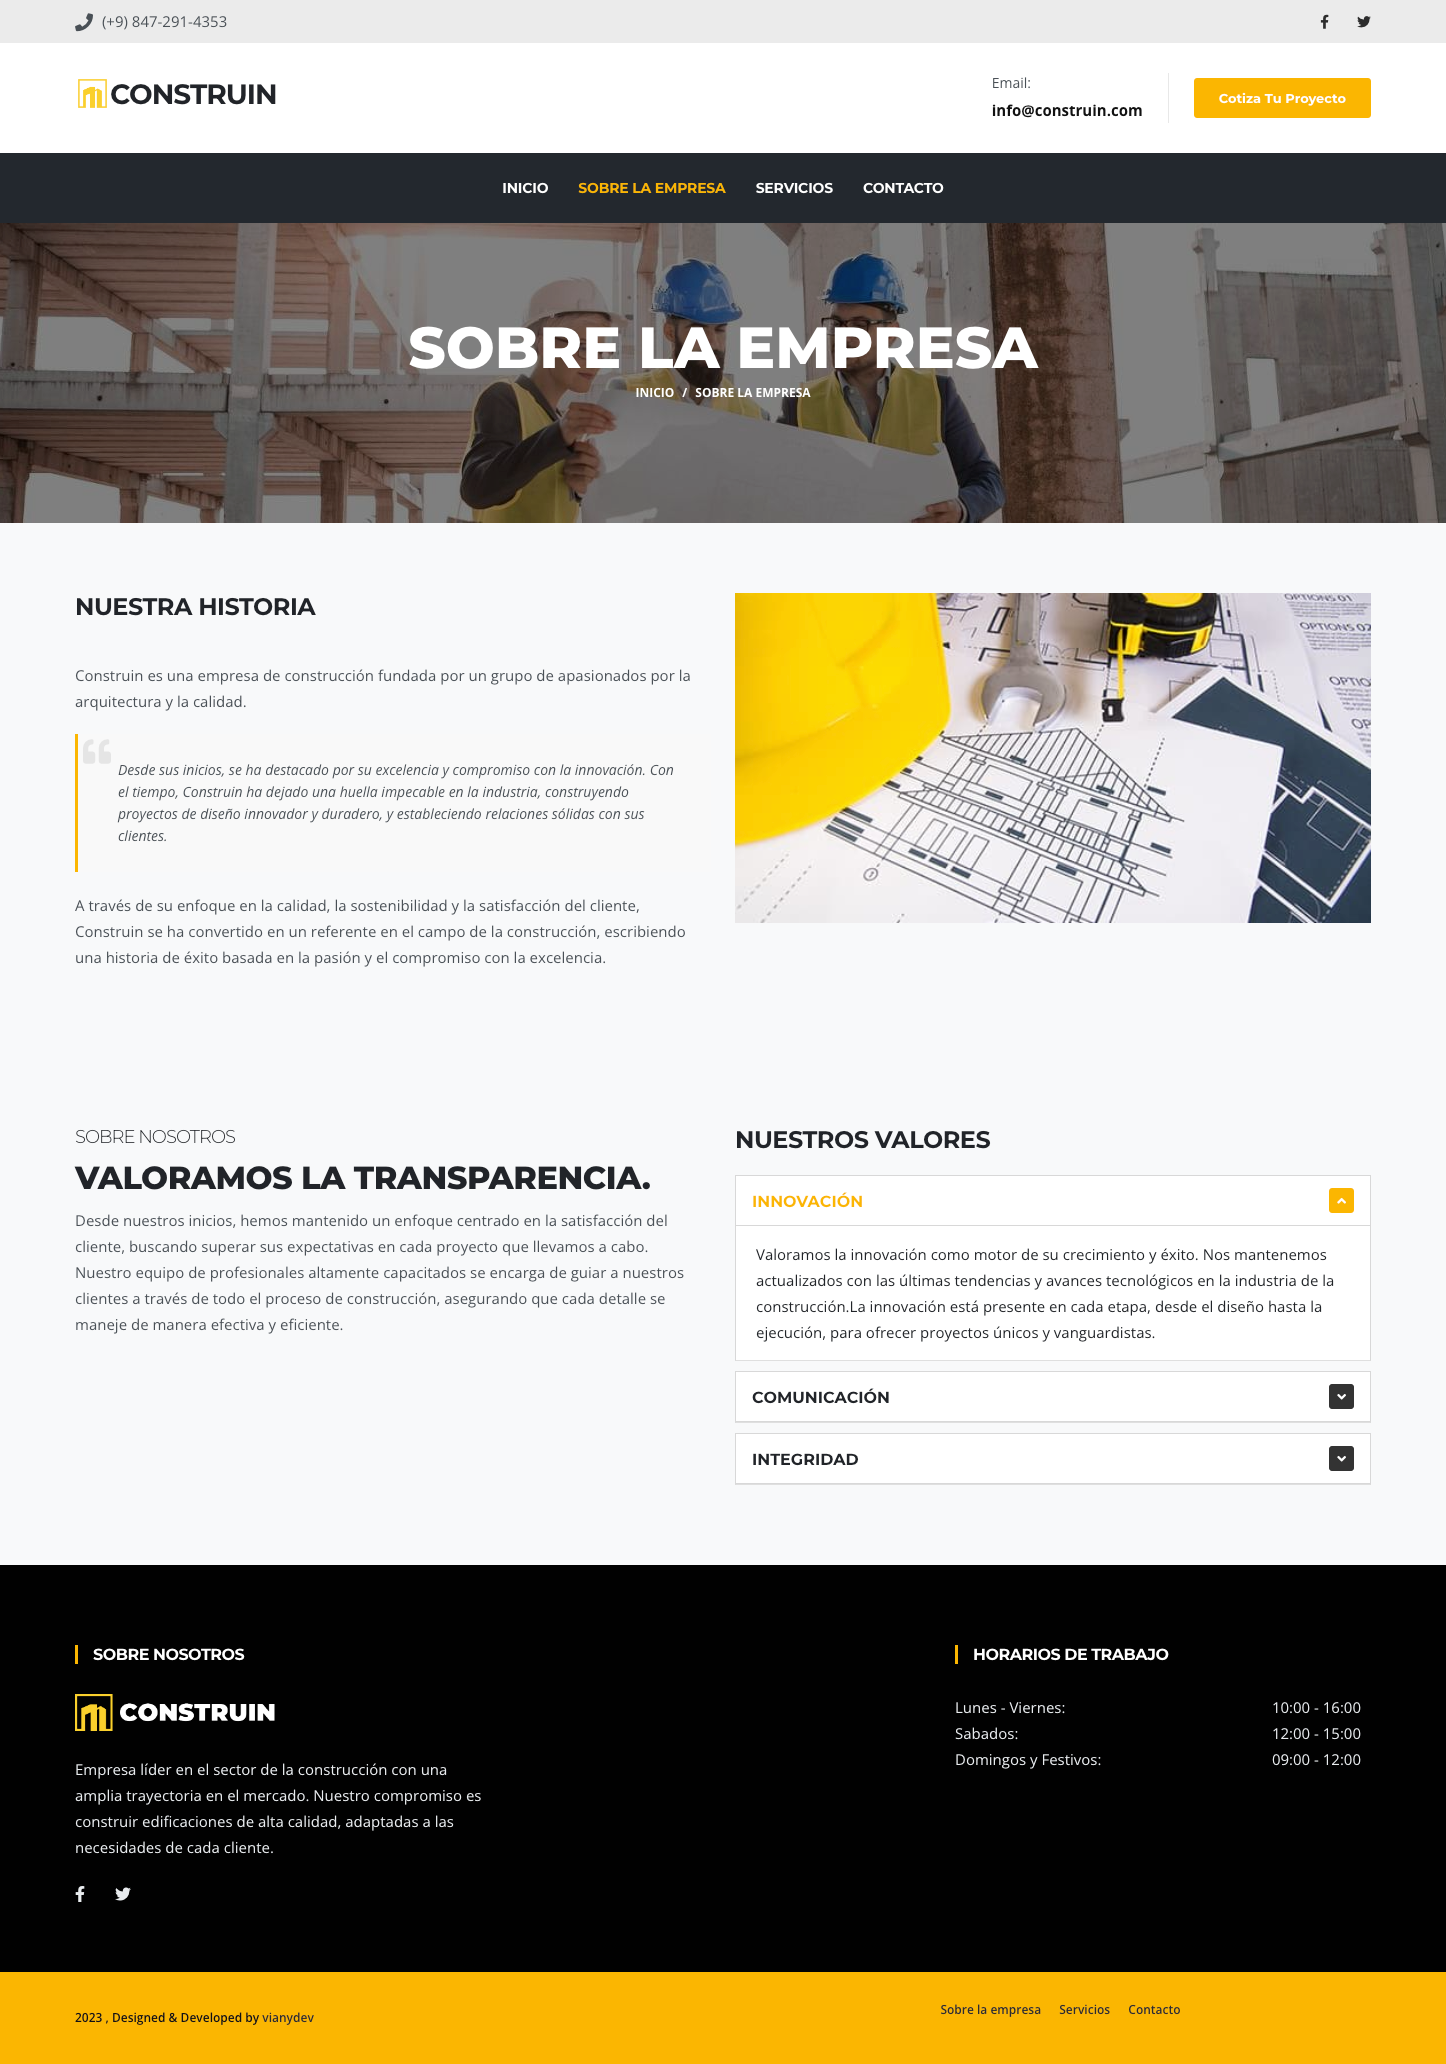 (+9) 847-291-4353
CONSTRUIN
Email:
info@construin.com
Cotiza Tu Proyecto
INICIO SOBRE LA EMPRESA SERVICIOS CONTACTO
SOBRE LA EMPRESA
INICIO / SOBRE LA EMPRESA
NUESTRA HISTORIA
Construin es una empresa de construcción fundada por un grupo de apasionados por la
arquitectura y la calidad.
Desde sus inicios, se ha destacado por su excelencia y compromiso con la innovación. Con
el tiempo, Construin ha dejado una huella impecable en la industria, construyendo
proyectos de diseño innovador y duradero, y estableciendo relaciones sólidas con sus
clientes.
A través de su enfoque en la calidad, la sostenibilidad y la satisfacción del cliente,
Construin se ha convertido en un referente en el campo de la construcción, escribiendo
una historia de éxito basada en la pasión y el compromiso con la excelencia.
OPTIONS 01
OPTIONS 02
SOBRE NOSOTROS
VALORAMOS LA TRANSPARENCIA.
Desde nuestros inicios, hemos mantenido un enfoque centrado en la satisfacción del
cliente, buscando superar sus expectativas en cada proyecto que llevamos a cabo.
Nuestro equipo de profesionales altamente capacitados se encarga de guiar a nuestros
clientes a través de todo el proceso de construcción, asegurando que cada detalle se
maneje de manera efectiva y eficiente.
NUESTROS VALORES
INNOVACIÓN
Valoramos la innovación como motor de su crecimiento y éxito. Nos mantenemos
actualizados con las últimas tendencias y avances tecnológicos en la industria de la
construcción.La innovación está presente en cada etapa, desde el diseño hasta la
ejecución, para ofrecer proyectos únicos y vanguardistas.
COMUNICACIÓN
INTEGRIDAD
SOBRE NOSOTROS
CONSTRUIN
Empresa líder en el sector de la construcción con una
amplia trayectoria en el mercado. Nuestro compromiso es
construir edificaciones de alta calidad, adaptadas a las
necesidades de cada cliente.
HORARIOS DE TRABAJO
Lunes - Viernes: 10:00 - 16:00
Sabados: 12:00 - 15:00
Domingos y Festivos: 09:00 - 12:00
2023 , Designed & Developed by vianydev
Sobre la empresa Servicios Contacto